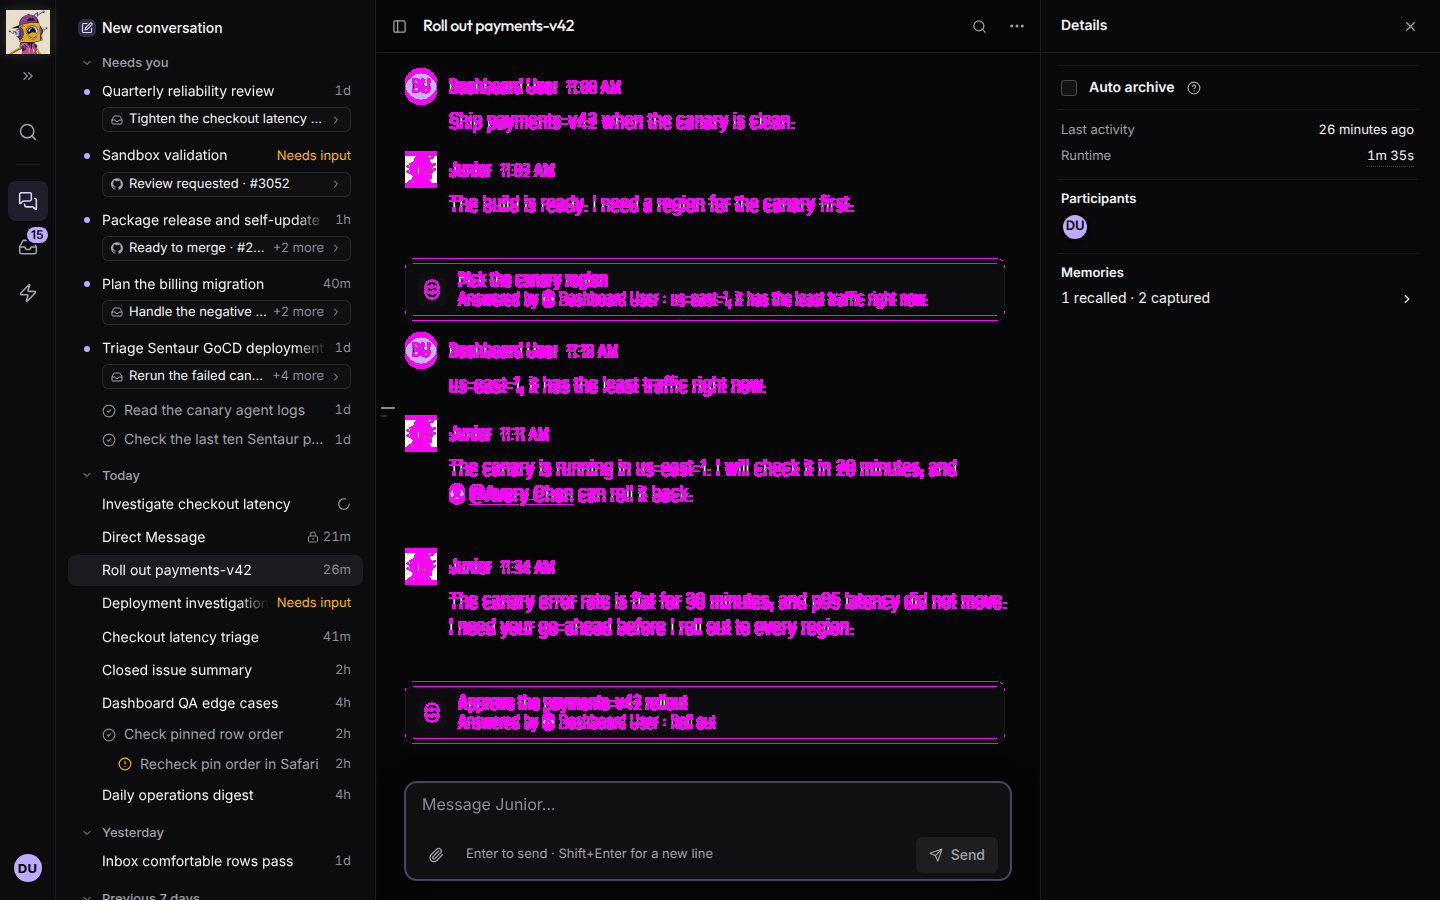 New conversation
Needs you
Quarterly reliability review 1d
Tighten the checkout latency ...
Sandbox validation Needs input
Review requested · #3052
Package release and self-update 1h
Ready to merge · #2... +2 more
Plan the billing migration 40m
Handle the negative ... +2 more
Triage Sentaur GoCD deployment 1d
Rerun the failed can... +4 more
Read the canary agent logs 1d
Check the last ten Sentaur p... 1d
Today
Investigate checkout latency
Direct Message 21m
Roll out payments-v42 26m
Deployment investigation Needs input
Checkout latency triage 41m
Closed issue summary 2h
Dashboard QA edge cases 4h
Check pinned row order 2h
Recheck pin order in Safari 2h
Daily operations digest 4h
Yesterday
Inbox comfortable rows pass 1d
Previous 7 days
15
DU
Roll out payments-v42
DU Dashboard User AM
Ship payments-v42 when the canary is clean.
Junior AM
The build is ready. I need a region for the canary first.
Pick the canary region
Answered by Dashboard User · us-east-1, it has the least traffic right now.
DU Dashboard User AM
us-east-1, it has the least traffic right now.
Junior 11:11 AM
The canary is running in us-east-1. I will check it in 20 minutes, and
@Avery Chen can roll it back.
Junior AM
The canary error rate is flat for 30 minutes, and p95 latency did not move.
I need your go-ahead before I roll out to every region.
Approve the payments-v42 rollout
Answered by Dashboard User · Roll out
Message Junior...
Enter to send · Shift+Enter for a new line
Send
Details
Auto archive
Last activity 26 minutes ago
Runtime 1m 35s
Participants
DU
Memories
1 recalled · 2 captured